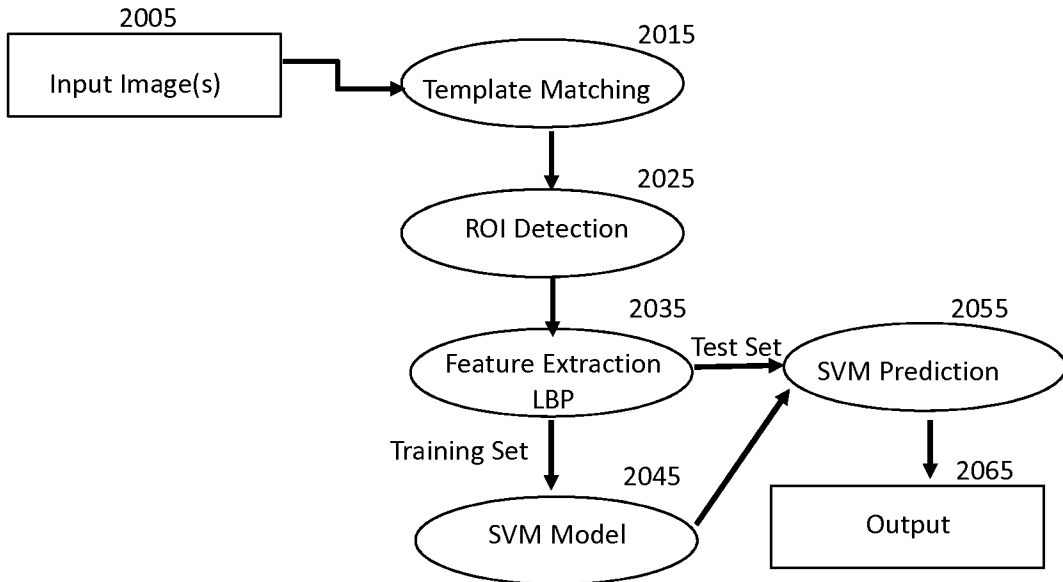 2005
Input Image(s)
2015
Template Matching
2025
ROI Detection
2035
Feature Extraction
LBP
Test Set
2055
SVM Prediction
Training Set
2045
SVM Model
2065
Output